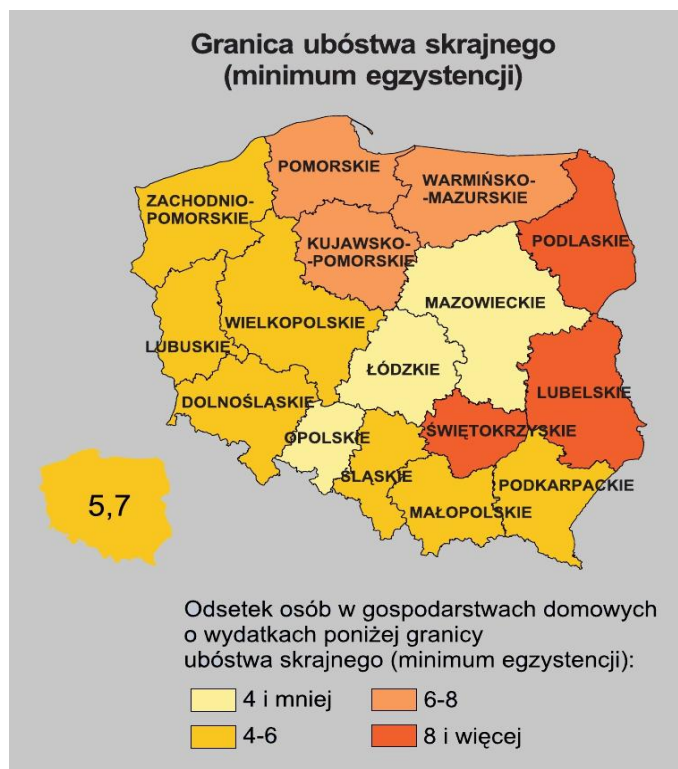 Granica ubóstwa skrajnego
(minimum egzystencji)
POMORSKIE
WARMIŃSKO-
-MAZURSKIE
ZACHODNIO-
POMORSKIE
KUJAWSKO-
-POMORSKIE
PODLASKIE
MAZOWIECKIE
WIELKOPOLSKIE
LUBUSKIE
ŁÓDZKIE
LUBELSKIE
DOLNOŚLĄSKIE
OPOLSKIE
ŚWIĘTOKRZYSKIE
ŚLĄSKIE
PODKARPACKIE
MAŁOPOLSKIE
5,7
Odsetek osób w gospodarstwach domowych
o wydatkach poniżej granicy
ubóstwa skrajnego (minimum egzystencji):
4 i mniej
6-8
4-6
8 i więcej